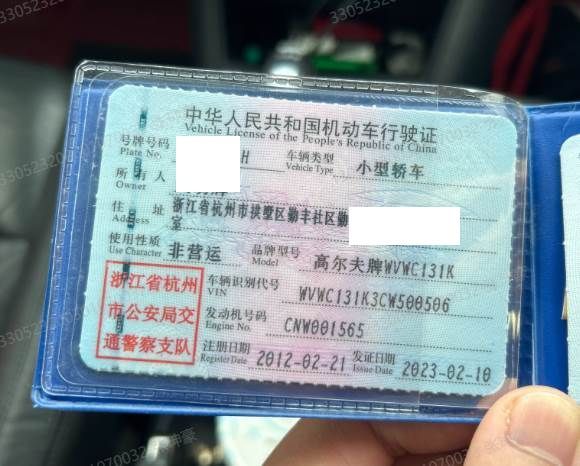 中华人民共和国机动车行驶证
Vehicle License of the People's Republic of China
号牌号码 H 车辆类型 小型轿车
Plate No. Vehicle Type
所有人
Owner
住址 浙江省杭州市拱墅区勤丰社区勤
Address 室
使用性质 非营运 品牌型号 高尔夫牌WVWC131K
Use Character Model
浙江省杭州
市公安局交
通警察支队
车辆识别代号 WVWC131K3CW500506
VIN
发动机号码 CNW001565
Engine No.
注册日期 2012-02-21 发证日期 2023-02-10
Register Date Issue Date